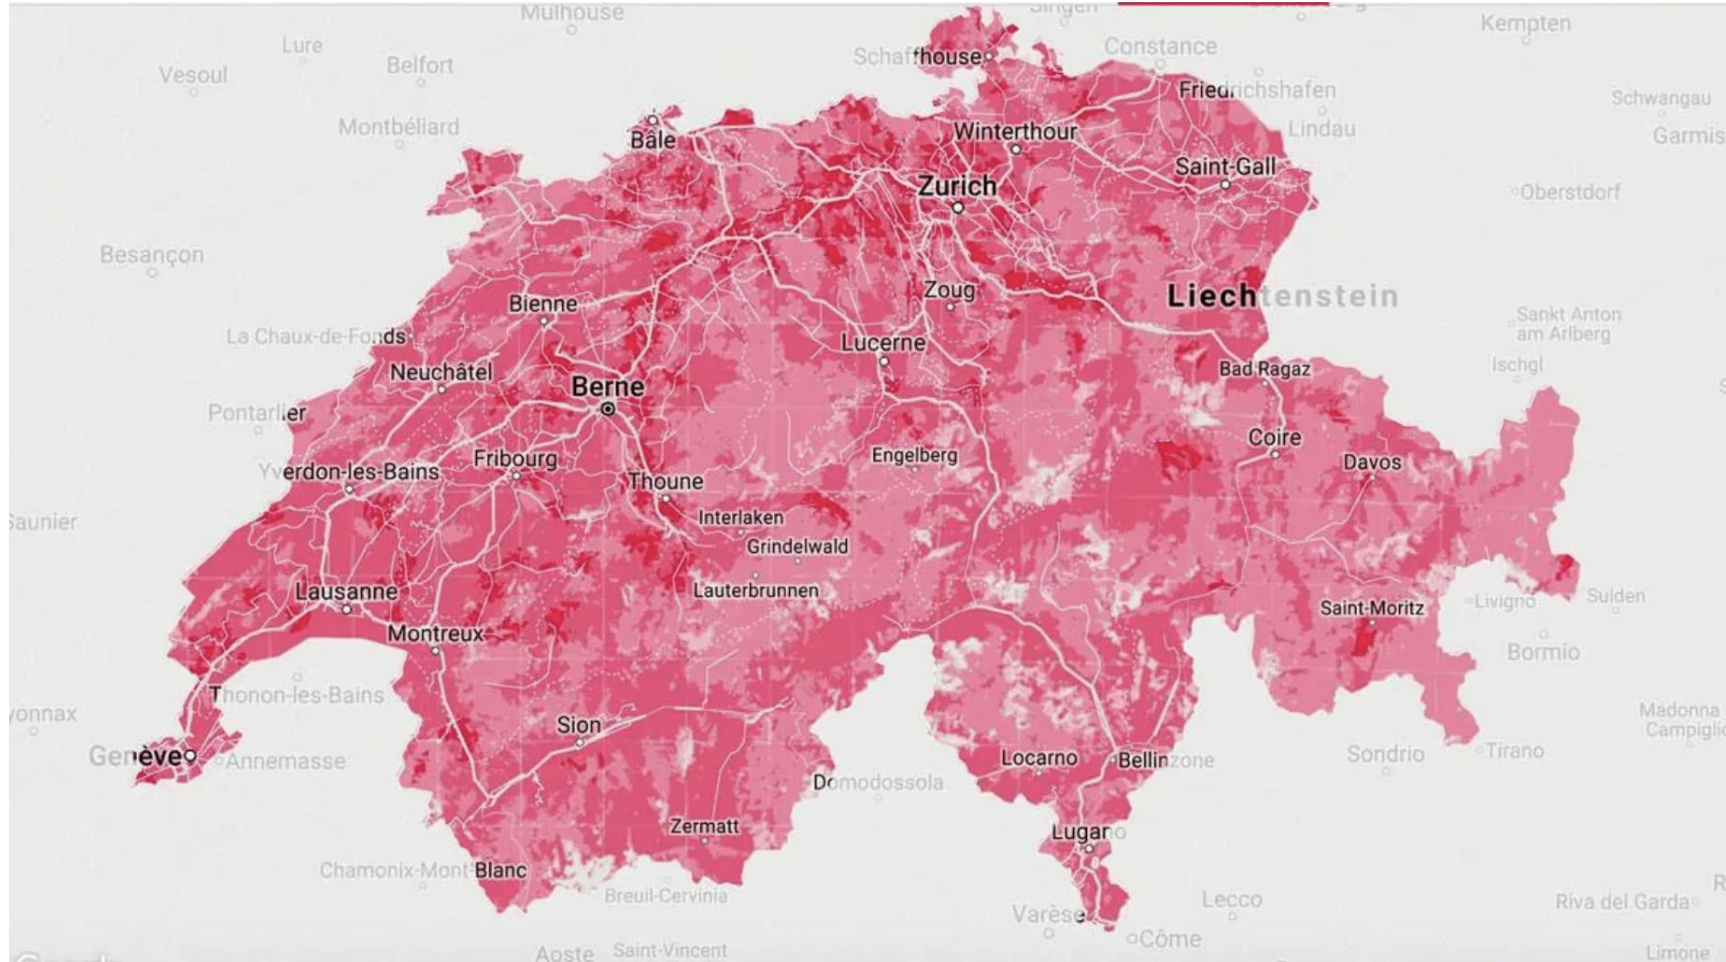 Mulhouse
Singen
Kempten
Lure
Schaffhouse
Constance
Belfort
Vesoul
Friedrichshafen
Schwangau
Montbéliard
Bâle
Winterthour
Lindau
Garmis
Saint-Gall
Zurich
Oberstdorf
Besançon
Zoug
Liechtenstein
Bienne
Sankt Anton
am Arlberg
La Chaux-de-Fonds
Lucerne
Ischgl
Neuchâtel
Bad Ragaz
Berne
Pontarlier
Coire
Fribourg
Engelberg
Davos
Yverdon-les-Bains
Thoune
Interlaken
Saunier
Grindelwald
Lausanne
Lauterbrunnen
Saint-Moritz
Livigno
Sulden
Montreux
Bormio
Thonon-les-Bains
yonnax
Sion
Madonna
Campiglio
Genève
Annemasse
Locarno
Bellinzone
Sondrio
Tirano
Domodossola
Zermatt
Lugano
Chamonix-Mont-Blanc
Breuil-Cervinia
Lecco
Riva del Garda
Varèse
Côme
Aoste
Saint-Vincent
Limone